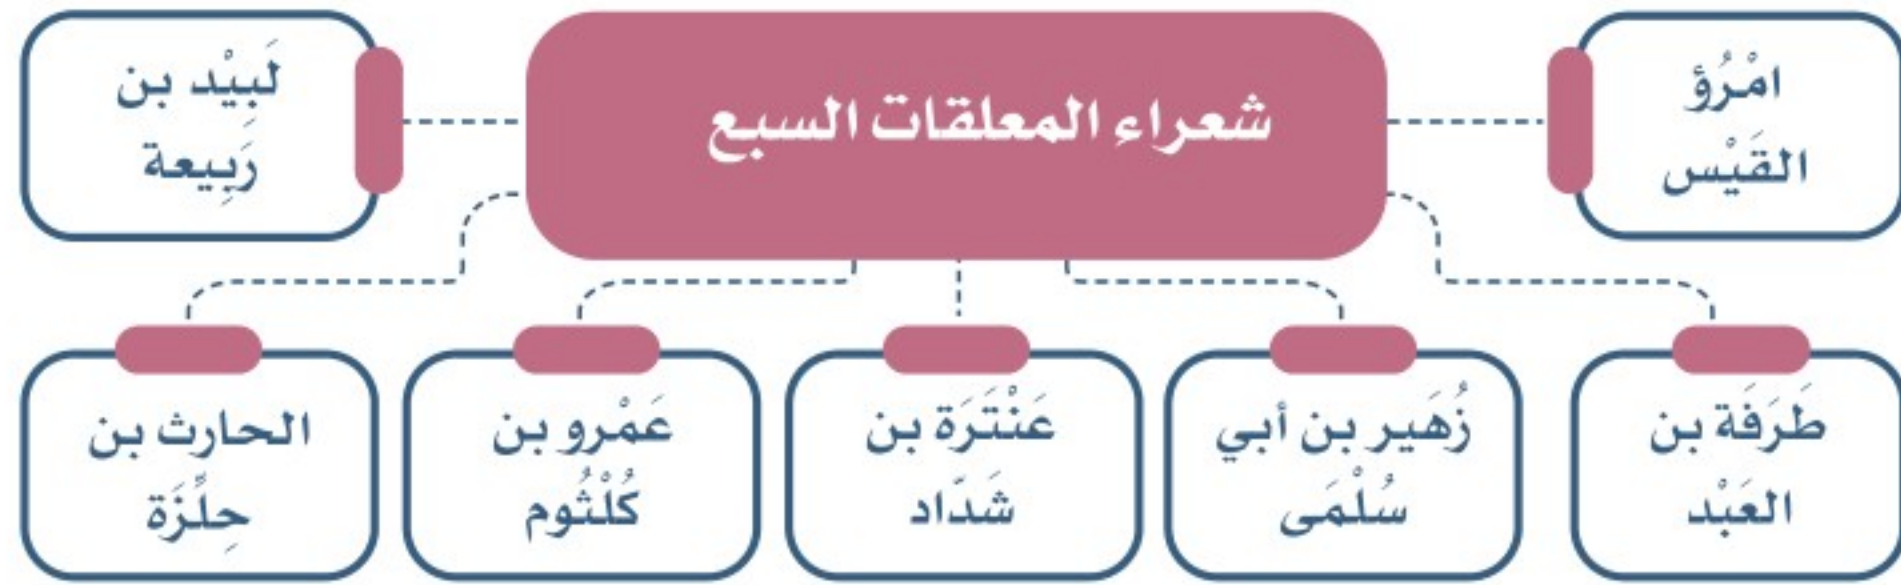 شعراء المعلقات السبع
امْرُؤ
القَيْس
لَبِيْد بن
رَبِيعة
طَرَفَة بن
العَبْد
زُهَير بن أبي
سُلْمَى
عَنْتَرَة بن
شَدّاد
عَمْرو بن
كُلْثُوم
الحارث بن
حِلِّزَة